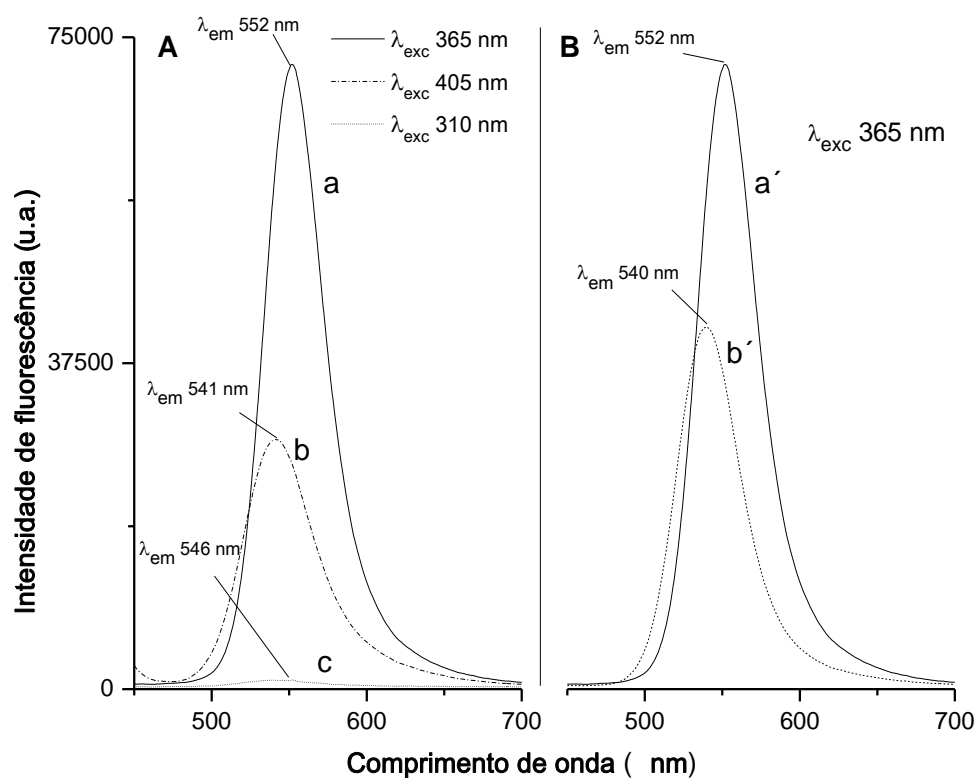 λem 552 nm
75000
A
λexc 365 nm
λexc 405 nm
λexc 310 nm
B
λem 552 nm
λexc 365 nm
a
a´
λem 540 nm
37500
b´
λem 541 nm
b
λem 546 nm
c
0
500 600 700 500 600 700
Intensidade de fluorescência (u.a.)
Comprimento de onda ( nm)